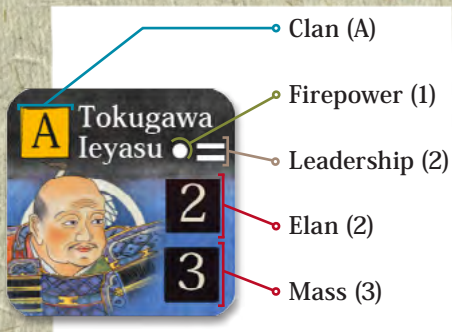 Clan (A)
Firepower (1)
Leadership (2)
Elan (2)
Mass (3)
A
Tokugawa
Ieyasu
2
3